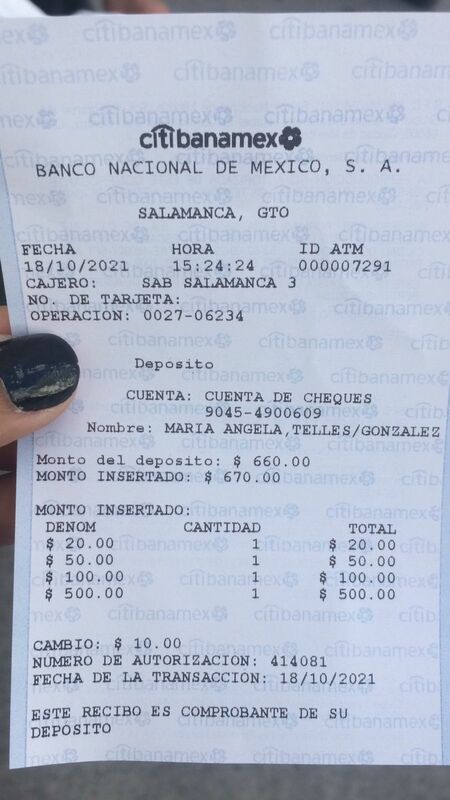 citibanamex
BANCO NACIONAL DE MEXICO, S. A.
SALAMANCA, GTO
FECHA HORA ID ATM
18/10/2021 15:24:24 000007291
CAJERO: SAB SALAMANCA 3
NO. DE TARJETA:
OPERACION: 0027-06234
Depósito
CUENTA: CUENTA DE CHEQUES
9045-4900609
Nombre: MARIA ANGELA,TELLES/GONZALEZ
Monto del depósito: $ 660.00
MONTO INSERTADO: $ 670.00
MONTO INSERTADO:
DENOM CANTIDAD TOTAL
$ 20.00 1 $ 20.00
$ 50.00 1 $ 50.00
$ 100.00 1 $ 100.00
$ 500.00 1 $ 500.00
CAMBIO: $ 10.00
NUMERO DE AUTORIZACION: 414081
FECHA DE LA TRANSACCION: 18/10/2021
ESTE RECIBO ES COMPROBANTE DE SU
DEPOSITO